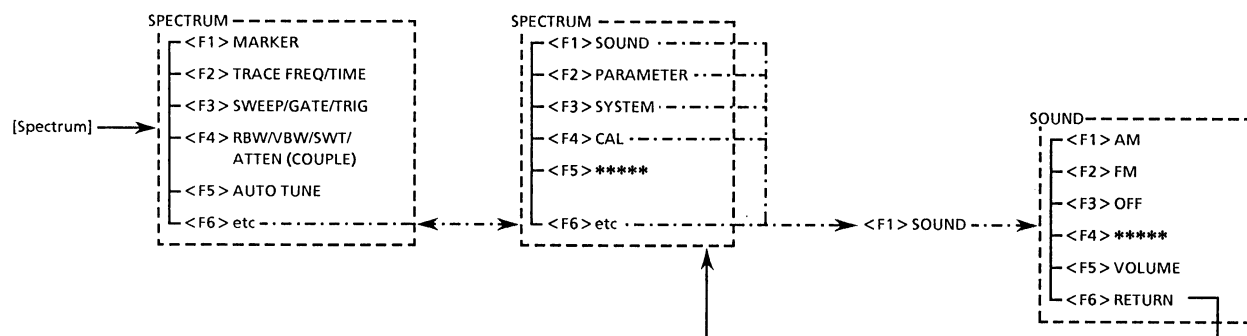 SPECTRUM
<F1> MARKER
<F2> TRACE FREQ/TIME
<F3> SWEEP/GATE/TRIG
[Spectrum]
<F4> RBW/VBW/SWT/
ATTEN (COUPLE)
<F5> AUTO TUNE
<F6> etc
SPECTRUM
<F1> SOUND
<F2> PARAMETER
<F3> SYSTEM
<F4> CAL
<F5> *****
<F6> etc
<F1> SOUND
SOUND
<F1> AM
<F2> FM
<F3> OFF
<F4> *****
<F5> VOLUME
<F6> RETURN